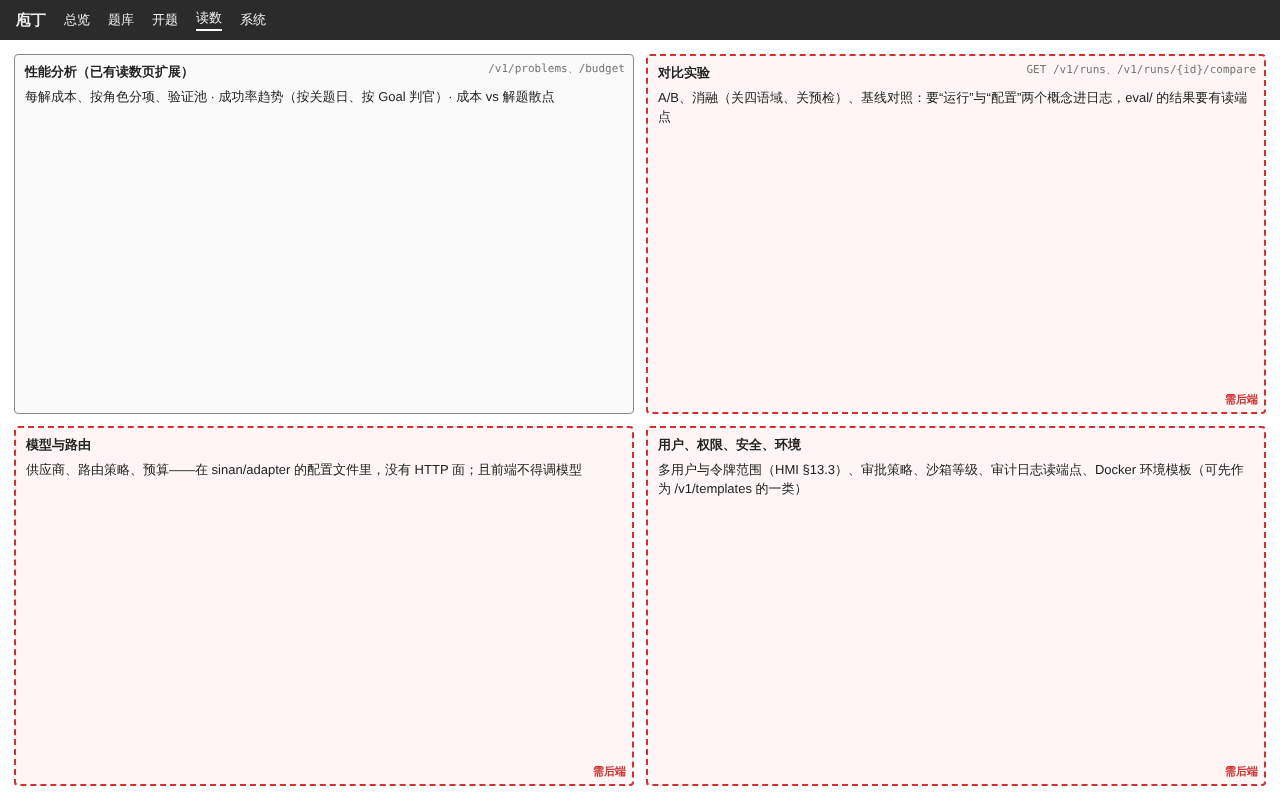 庖丁 总览 题库 开题 读数 系统
性能分析（已有读数页扩展） /v1/problems、/budget
每解成本、按角色分项、验证池 · 成功率趋势（按关题日、按 Goal 判官）· 成本 vs 解题散点
对比实验 GET /v1/runs、/v1/runs/{id}/compare
A/B、消融（关四语域、关预检）、基线对照：要“运行”与“配置”两个概念进日志，eval/ 的结果要有读端
点
需后端
模型与路由
供应商、路由策略、预算——在 sinan/adapter 的配置文件里，没有 HTTP 面；且前端不得调模型
需后端
用户、权限、安全、环境
多用户与令牌范围（HMI §13.3）、审批策略、沙箱等级、审计日志读端点、Docker 环境模板（可先作
为 /v1/templates 的一类）
需后端